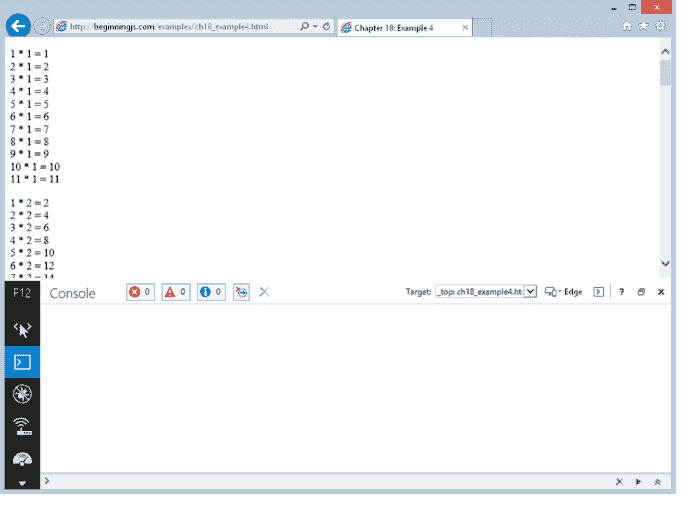 http://beginningjs.com/examples/ch18_example4.html
Chapter 18: Example 4
1 * 1 = 1
2 * 1 = 2
3 * 1 = 3
4 * 1 = 4
5 * 1 = 5
6 * 1 = 6
7 * 1 = 7
8 * 1 = 8
9 * 1 = 9
10 * 1 = 10
11 * 1 = 11
1 * 2 = 2
2 * 2 = 4
3 * 2 = 6
4 * 2 = 8
5 * 2 = 10
6 * 2 = 12
7 * 2 = 14
F12 Console 0 0 0 Target: _top: ch18_example4.ht Edge ?